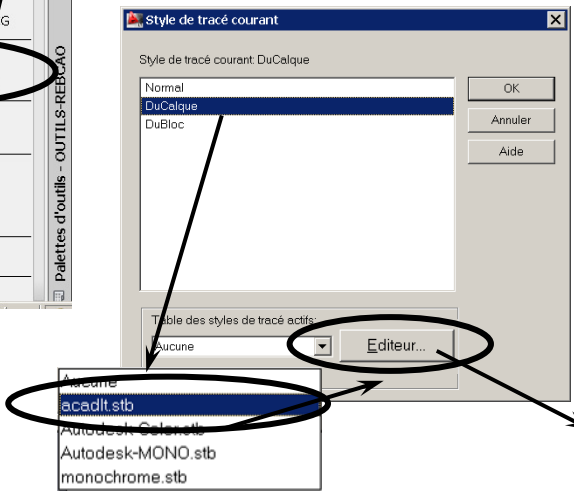 G
Palettes d'outils - OUTILS-REBCAO
Style de tracé courant
Style de tracé courant: DuCalque
Normal
DuCalque
DuBloc
OK
Annuler
Aide
Table des styles de tracé actifs:
Aucune
Editeur...
Aucune
acadlt.stb
Autodesk-Color.stb
Autodesk-MONO.stb
monochrome.stb